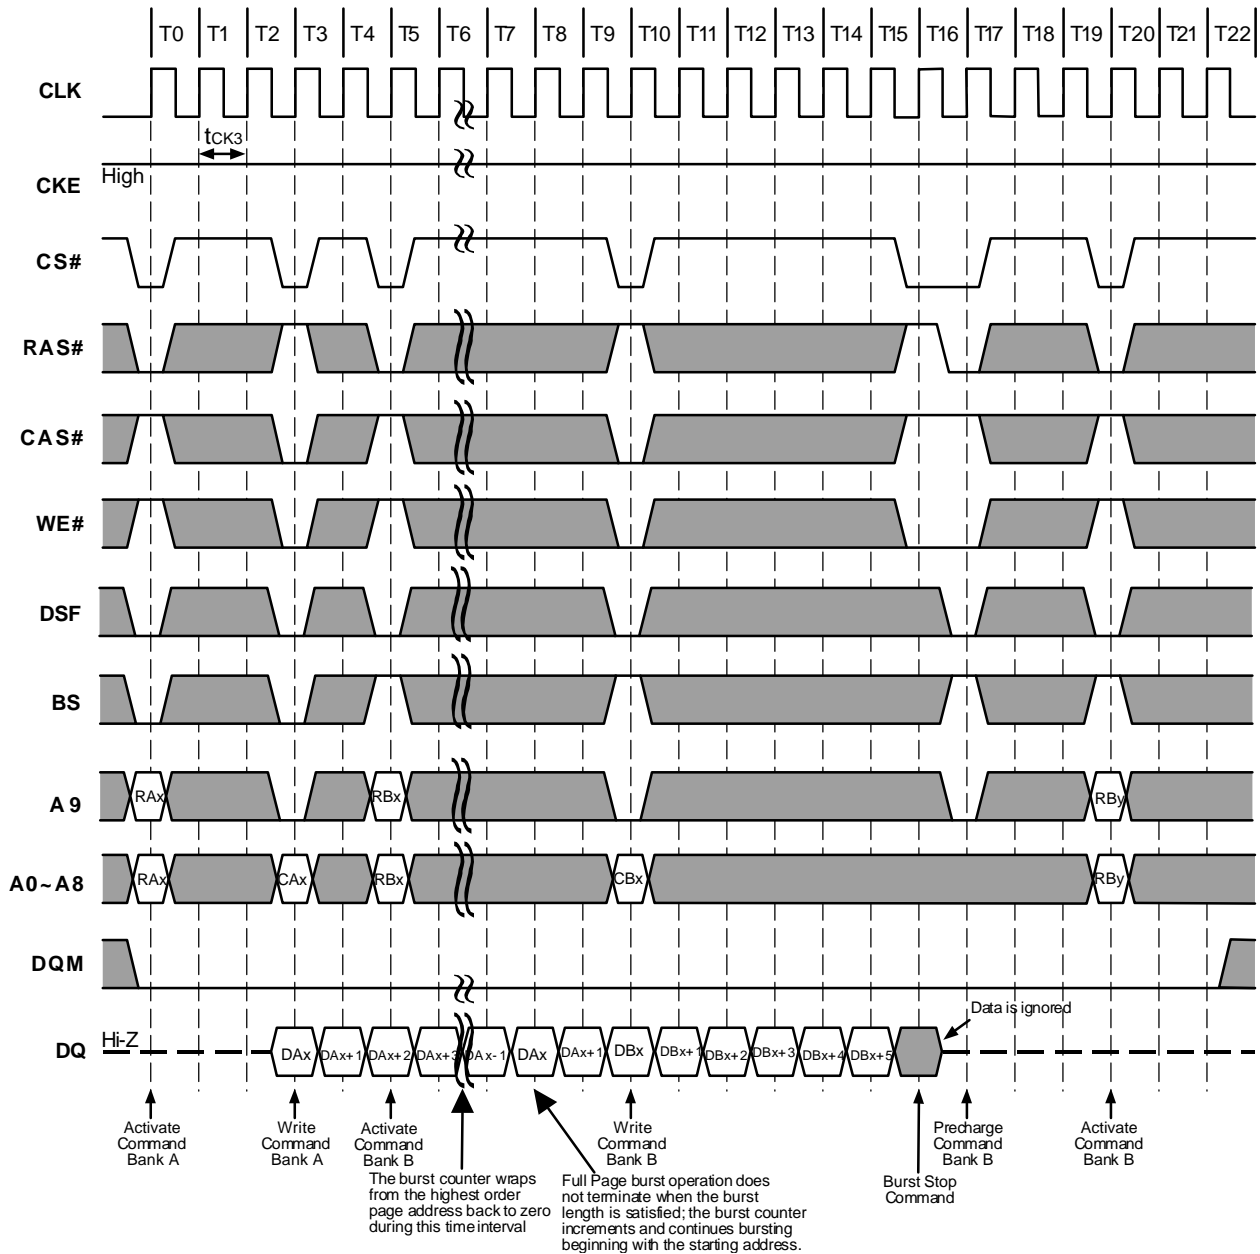 T0 T1 T2 T3 T4 T5 T6 T7 T8 T9 T10 T11 T12 T13 T14 T15 T16 T17 T18 T19 T20 T21 T22
CLK
tCK3
High
CKE
CS#
RAS#
CAS#
WE#
DSF
BS
A9 RAx RBx RBy
A0~A8 RAx CAx RBx CBx RBy
DQM
Data is ignored
Hi-Z
DQ DAx DAx+1 DAx+2 DAx+3 DAx-1 DAx DAx+1 DBx DBx+1 DBx+2 DBx+3 DBx+4 DBx+5
Activate
Command
Bank A
Write
Command
Bank A
Activate
Command
Bank B
The burst counter wraps
from the highest order
page address back to zero
during this time interval
Full Page burst operation does
not terminate when the burst
length is satisfied; the burst counter
increments and continues bursting
beginning with the starting address.
Write
Command
Bank B
Burst Stop
Command
Precharge
Command
Bank B
Activate
Command
Bank B